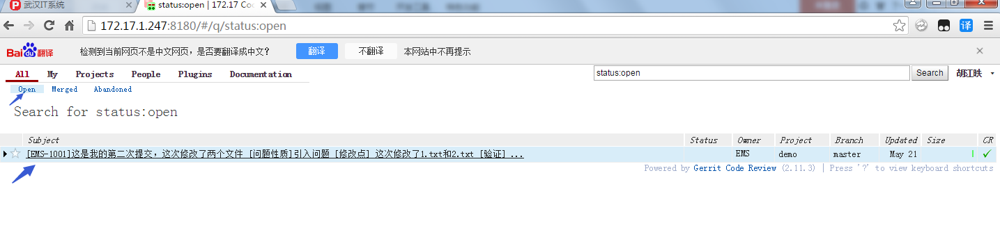 武汉IT系统
status:open | 172.17 Co
172.17.1.247:8180/#/q/status:open
Bai du 翻译 检测到当前网页不是中文网页，是否要翻译成中文? 翻译 不翻译 本网站中不再提示
All My Projects People Plugins Documentation
status:open Search 胡江映
Open Merged Abandoned
Search for status:open
Subject Status Owner Project Branch Updated Size CR
[EMS-1001]这是我的第二次提交，这次修改了两个文件 [问题性质]引入问题 [修改点] 这次修改了1.txt和2.txt [验证] ... EMS demo master May 21
Powered by Gerrit Code Review (2.11.3) | Press '?' to view keyboard shortcuts